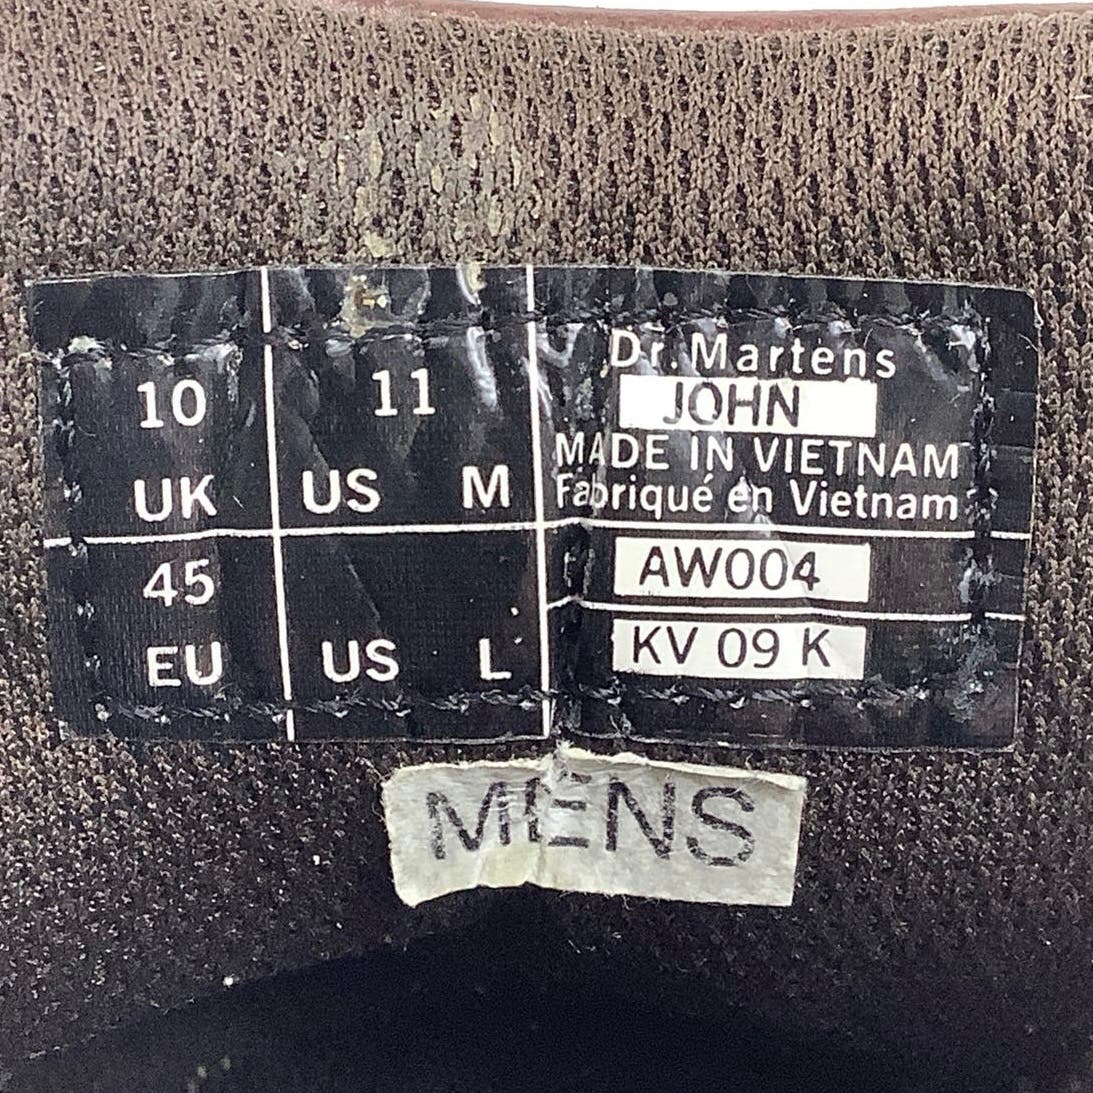 10
UK
11
US M
Dr. Martens
JOHN
MADE IN VIETNAM
Fabriqué en Vietnam
45
EU
US L
AW004
KV 09 K
MENS